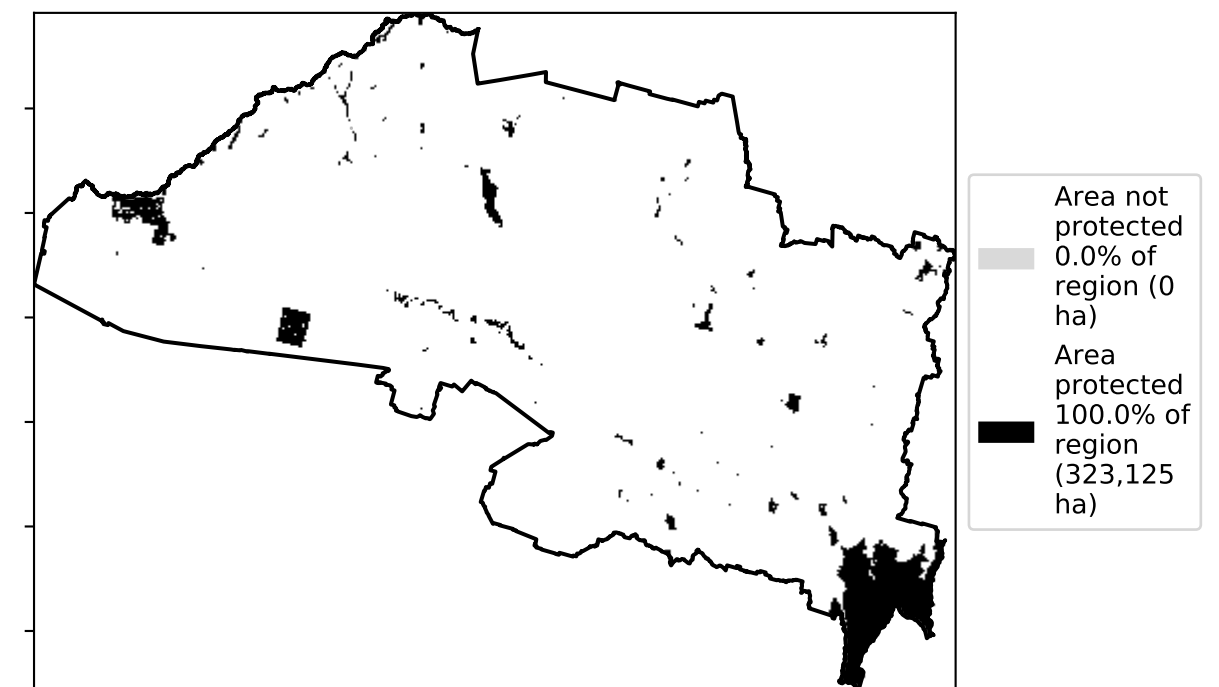 Area not
protected
0.0% of
region (0
ha)
Area
protected
100.0% of
region
(323,125
ha)